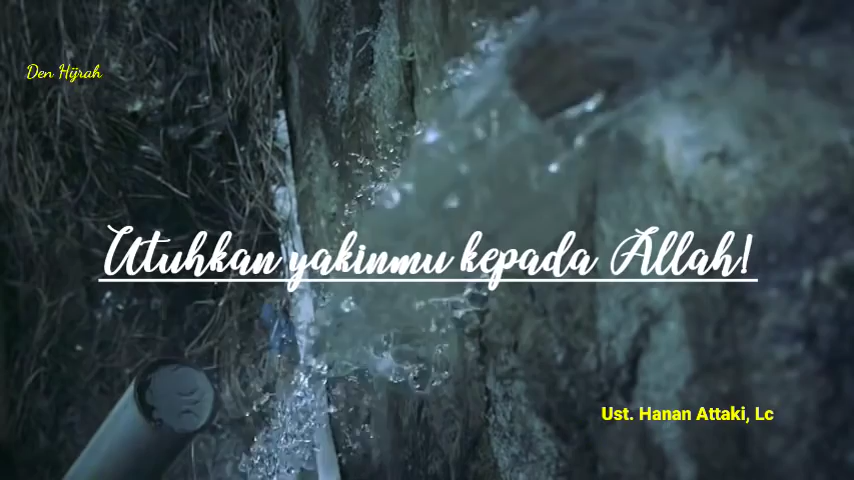 Den Hijrah
Utuhkan yakinmu kepada Allah!
Ust. Hanan Attaki, Lc